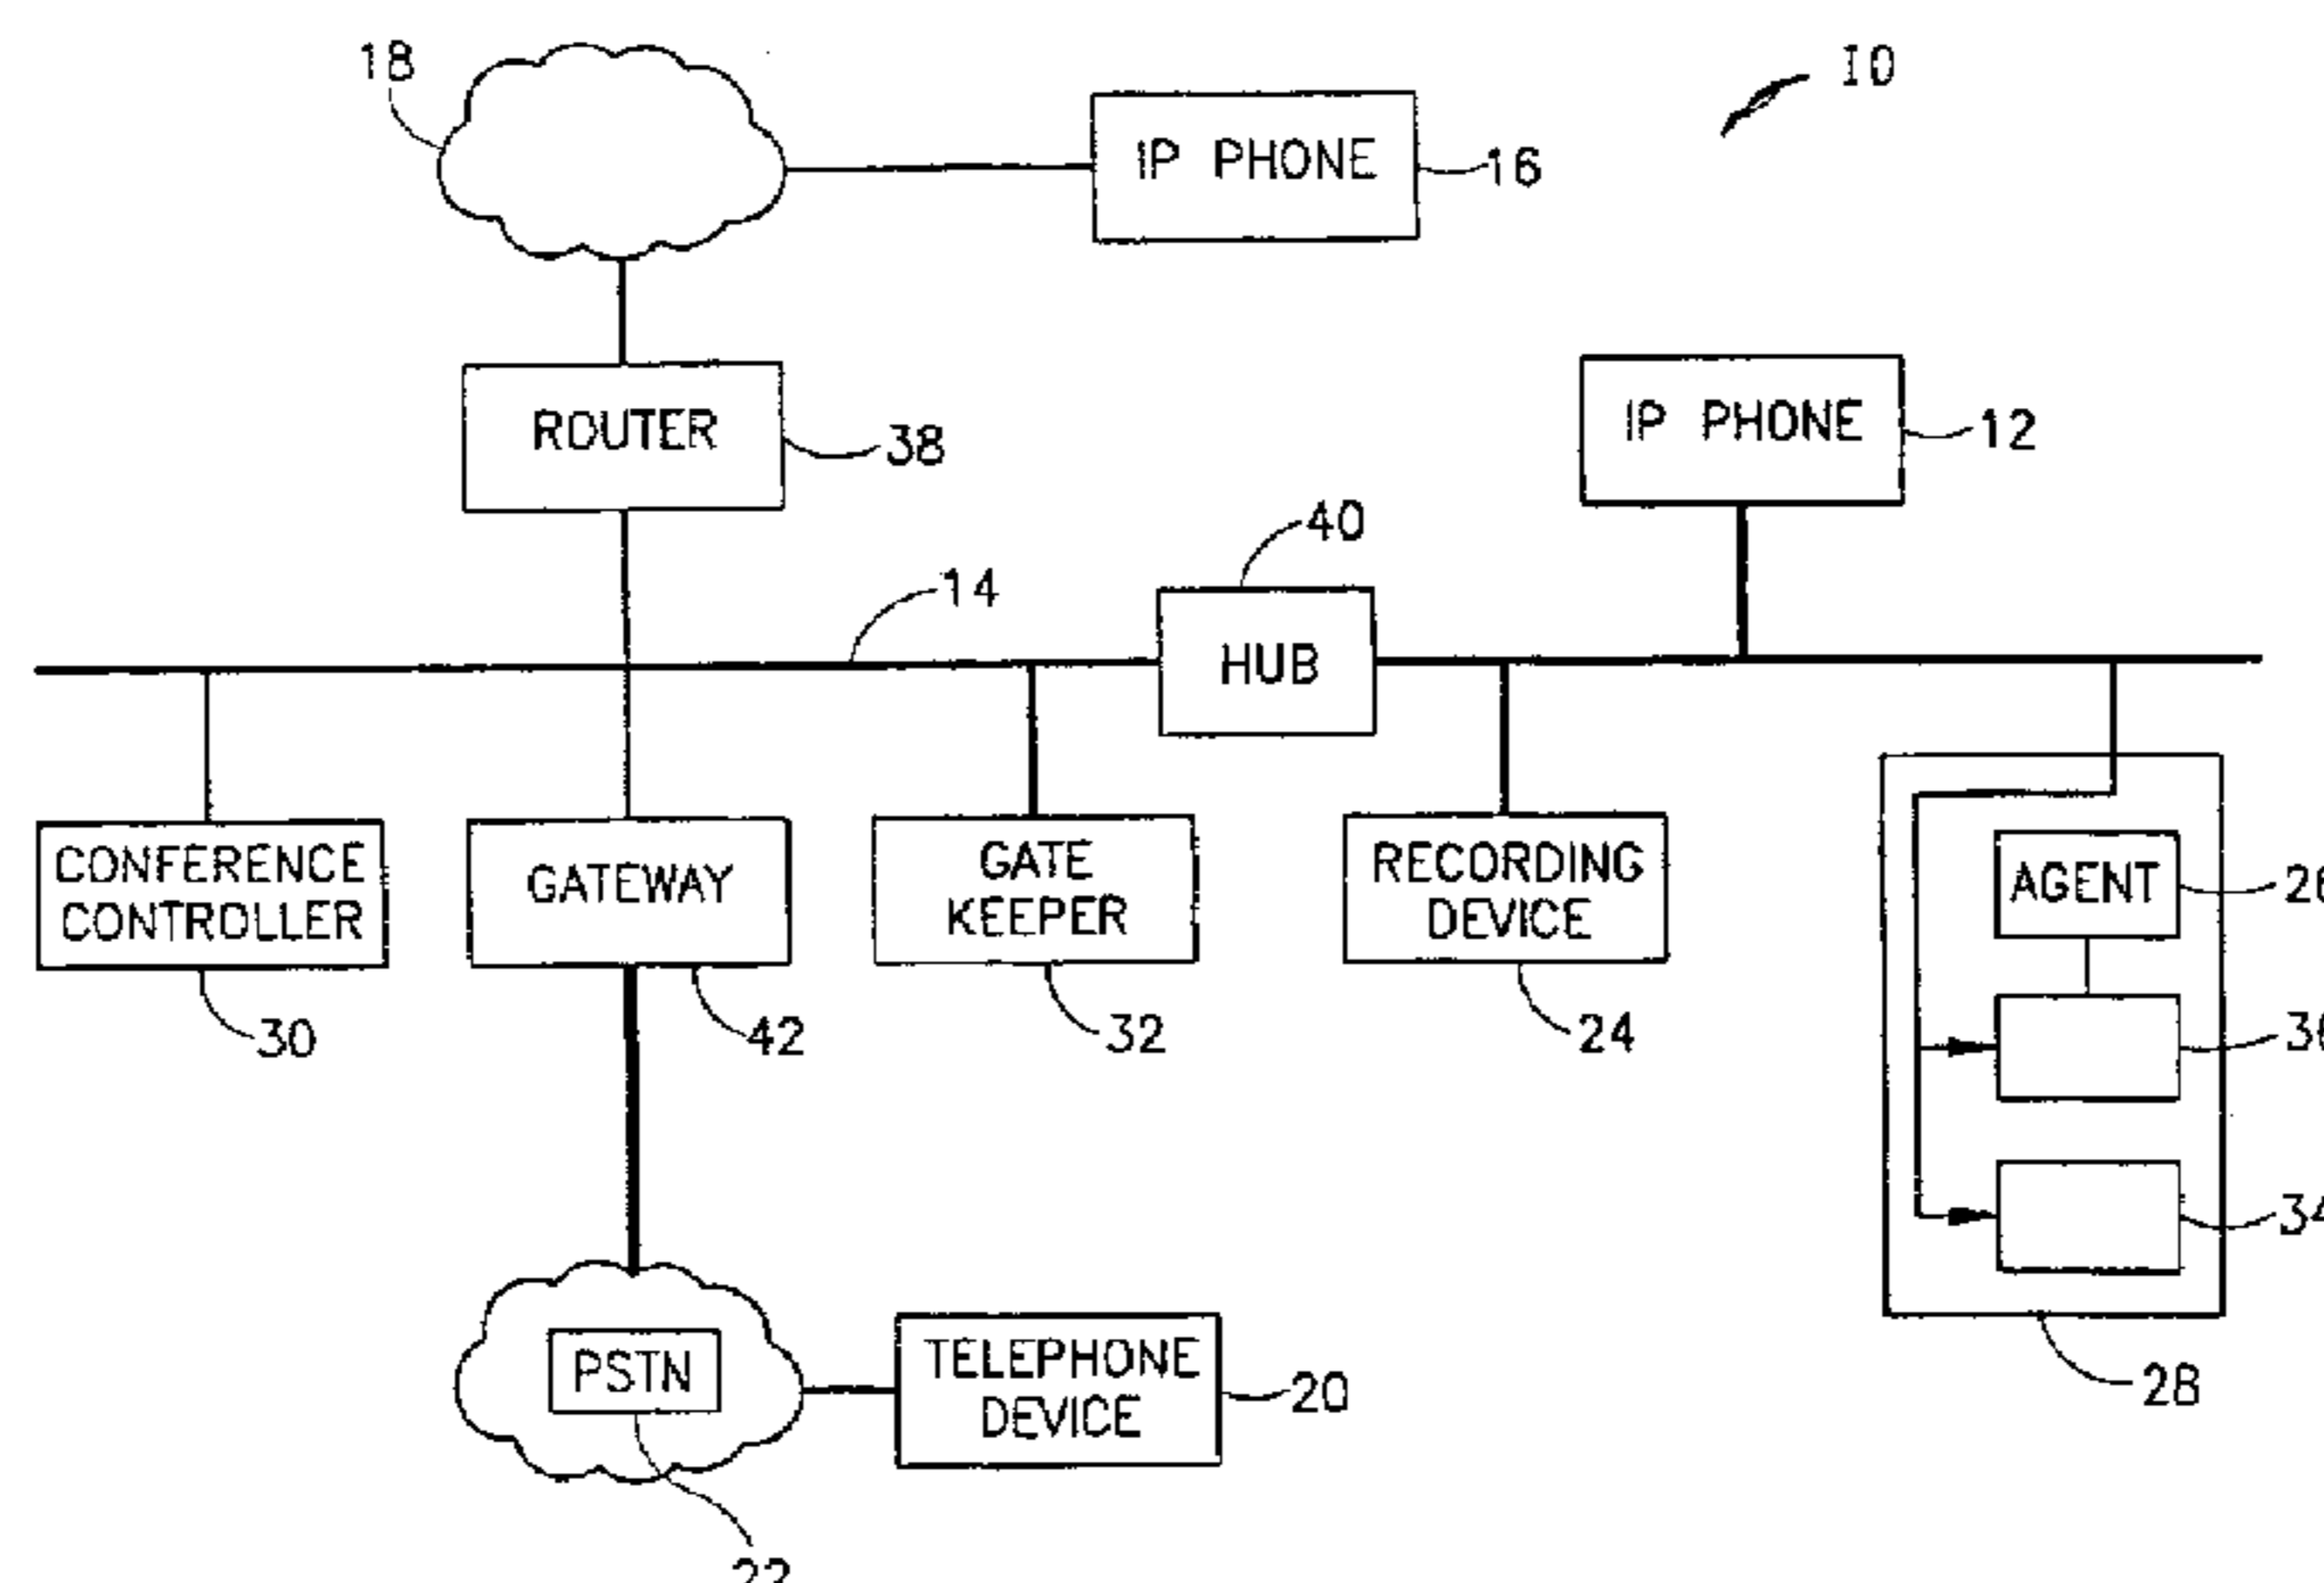 18
10
IP PHONE
16
ROUTER
38
IP PHONE
12
40
14
HUB
CONFERENCE
CONTROLLER
GATEWAY
GATE
KEEPER
RECORDING
DEVICE
AGENT
30
42
32
24
PSTN
TELEPHONE
DEVICE
20
28
22